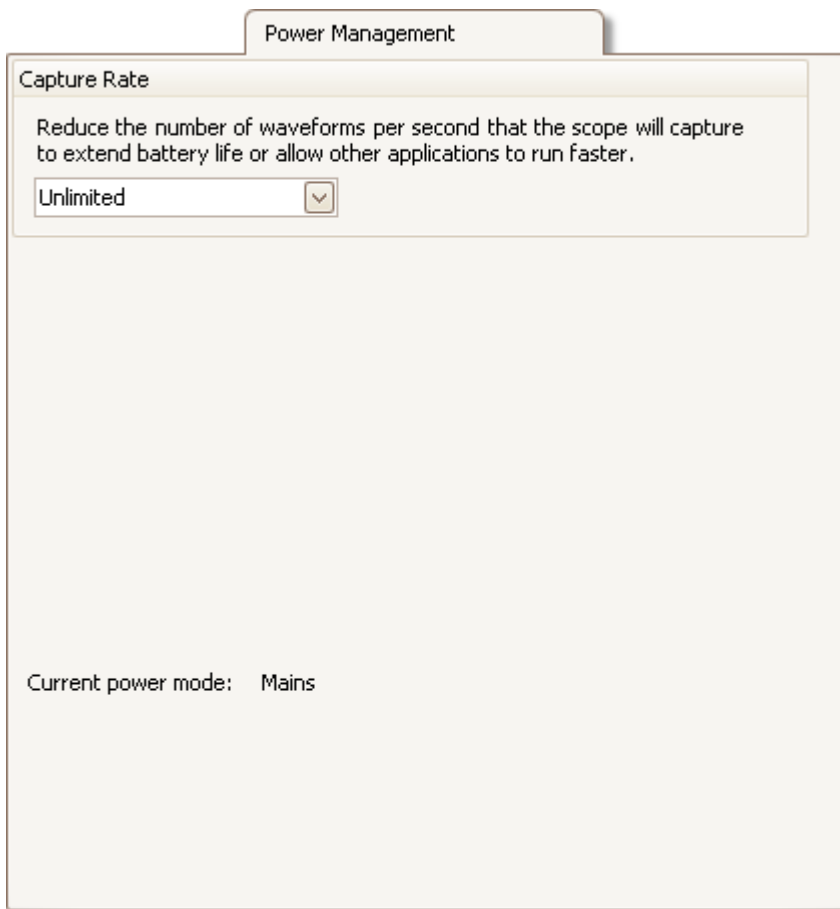 Power Management
Capture Rate
Reduce the number of waveforms per second that the scope will capture
to extend battery life or allow other applications to run faster.
Unlimited
Current power mode: Mains